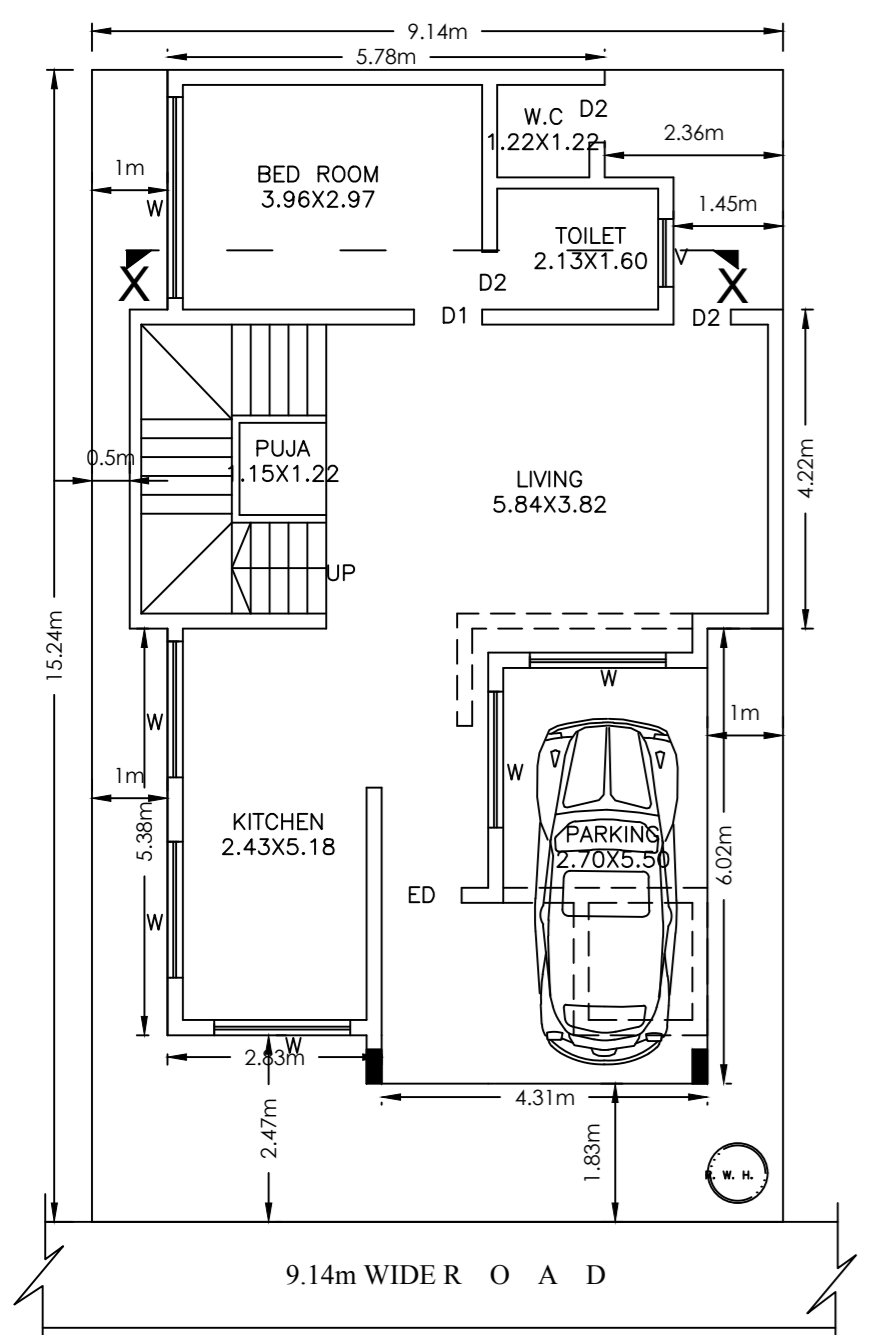 9.14m
5.78m
W.C
D2
1.22X1.22
2.36m
1m
BED ROOM
3.96X2.97
W
1.45m
TOILET
2.13X1.60
V
X
X
D2
D1
D2
PUJA
1.15X1.22
0.5m
LIVING
5.84X3.82
4.22m
UP
15.24m
W
W
1m
W
1m
KITCHEN
2.43X5.18
5.38m
PARKING
2.70X5.50
6.02m
ED
W
W
2.83m
4.31m
2.47m
1.83m
R. W. H.
9.14m WIDE R O A D